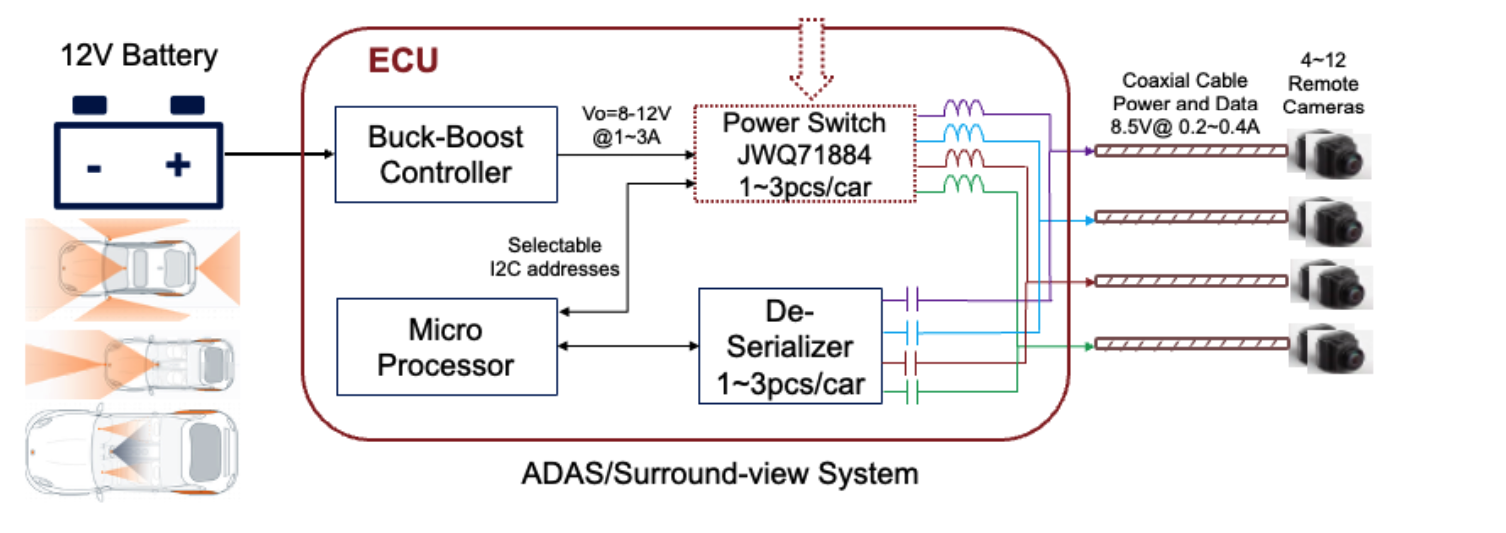 12V Battery
-
+
ECU
Buck-Boost
Controller
Vo=8-12V
@1~3A
Power Switch
JWQ71884
1~3pcs/car
Selectable
I2C addresses
Micro
Processor
De-
Serializer
1~3pcs/car
Coaxial Cable
Power and Data
8.5V@ 0.2~0.4A
4~12
Remote
Cameras
ADAS/Surround-view System